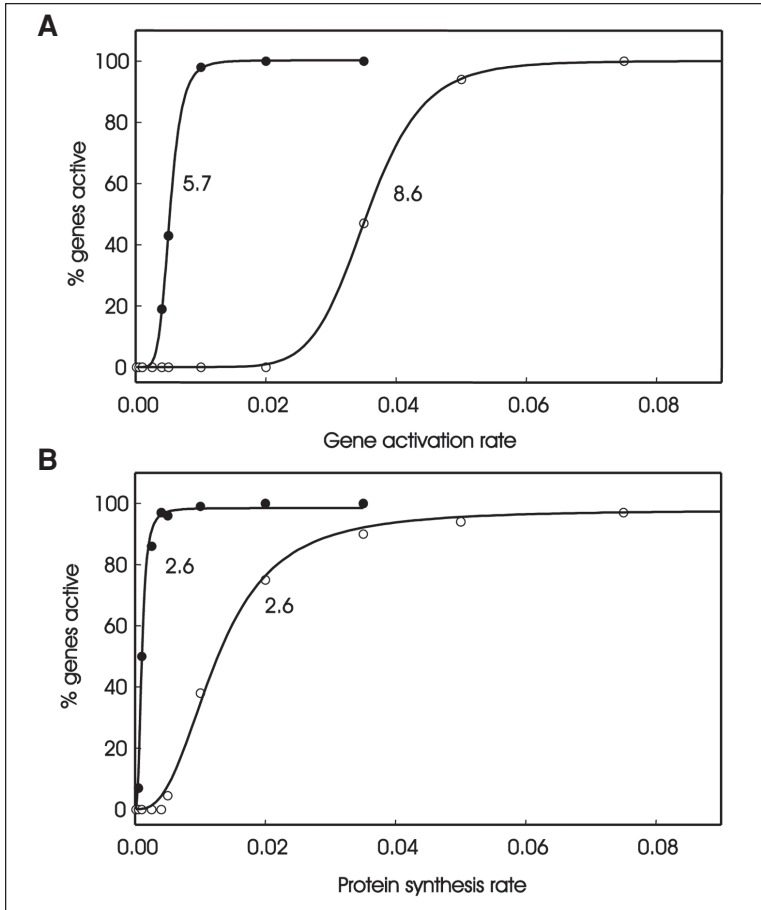 A
100
80
60
40
20
0
% genes active
5.7
8.6
0.00 0.02 0.04 0.06 0.08
Gene activation rate
B
100
80
60
40
20
0
% genes active
2.6
2.6
0.00 0.02 0.04 0.06 0.08
Protein synthesis rate